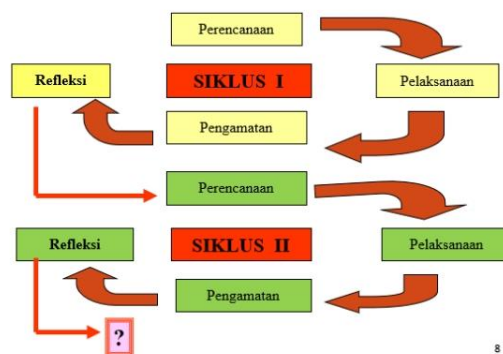 Perencanaan
Refleksi
SIKLUS I
Pelaksanaan
Pengamatan
Perencanaan
Refleksi
SIKLUS II
Pelaksanaan
Pengamatan
?
8